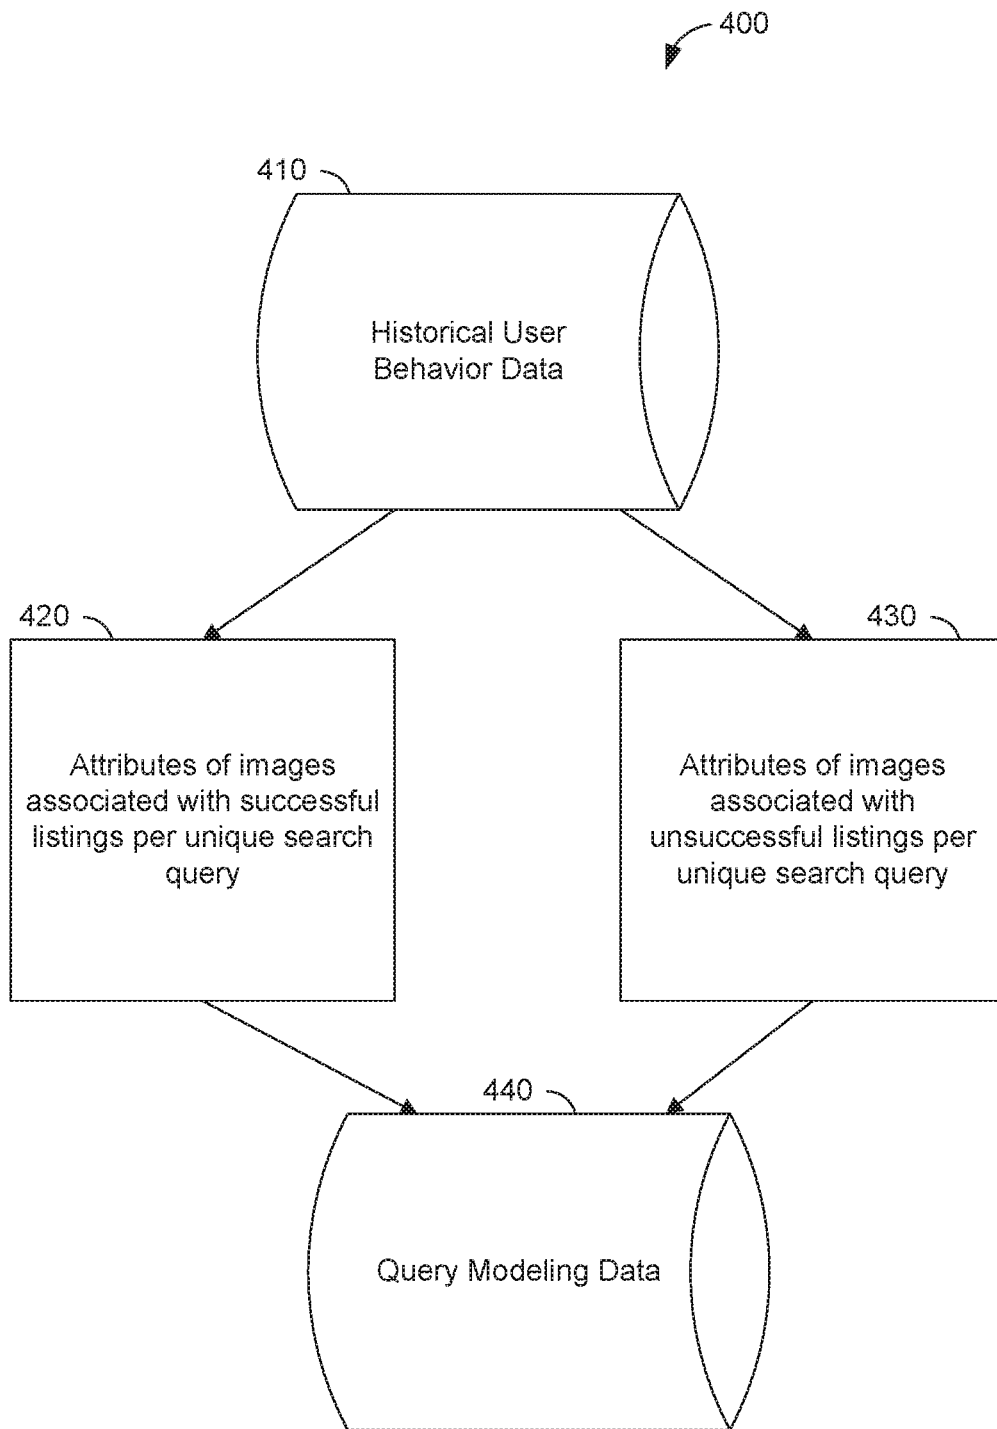 400
410
Historical User
Behavior Data
420
430
Attributes of images
associated with successful
listings per unique search
query
Attributes of images
associated with
unsuccessful listings per
unique search query
440
Query Modeling Data